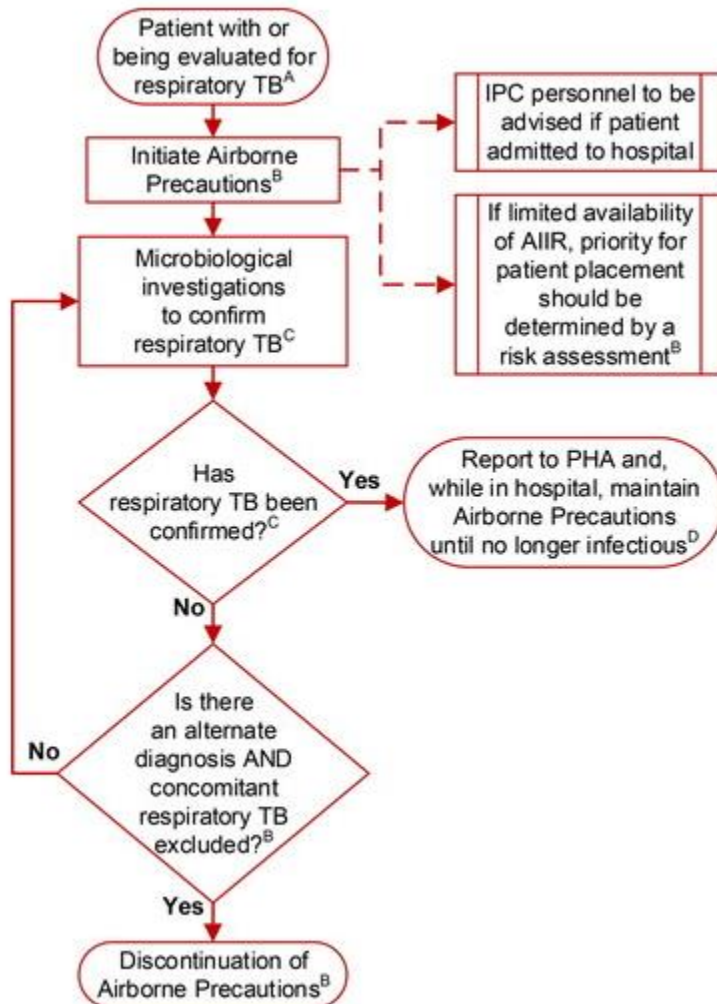 Patient with or
being evaluated for
respiratory TBᴬ
Initiate Airborne
Precautionsᴮ
IPC personnel to be
advised if patient
admitted to hospital
If limited availability
of AIIR, priority for
patient placement
should be
determined by a
risk assessmentᴮ
Microbiological
investigations
to confirm
respiratory TBᶜ
Has
respiratory TB been
confirmed?ᶜ
Yes
Report to PHA and,
while in hospital, maintain
Airborne Precautions
until no longer infectiousᴰ
No
Is there
an alternate
diagnosis AND
concomitant
respiratory TB
excluded?ᴮ
No
Yes
Discontinuation of
Airborne Precautionsᴮ